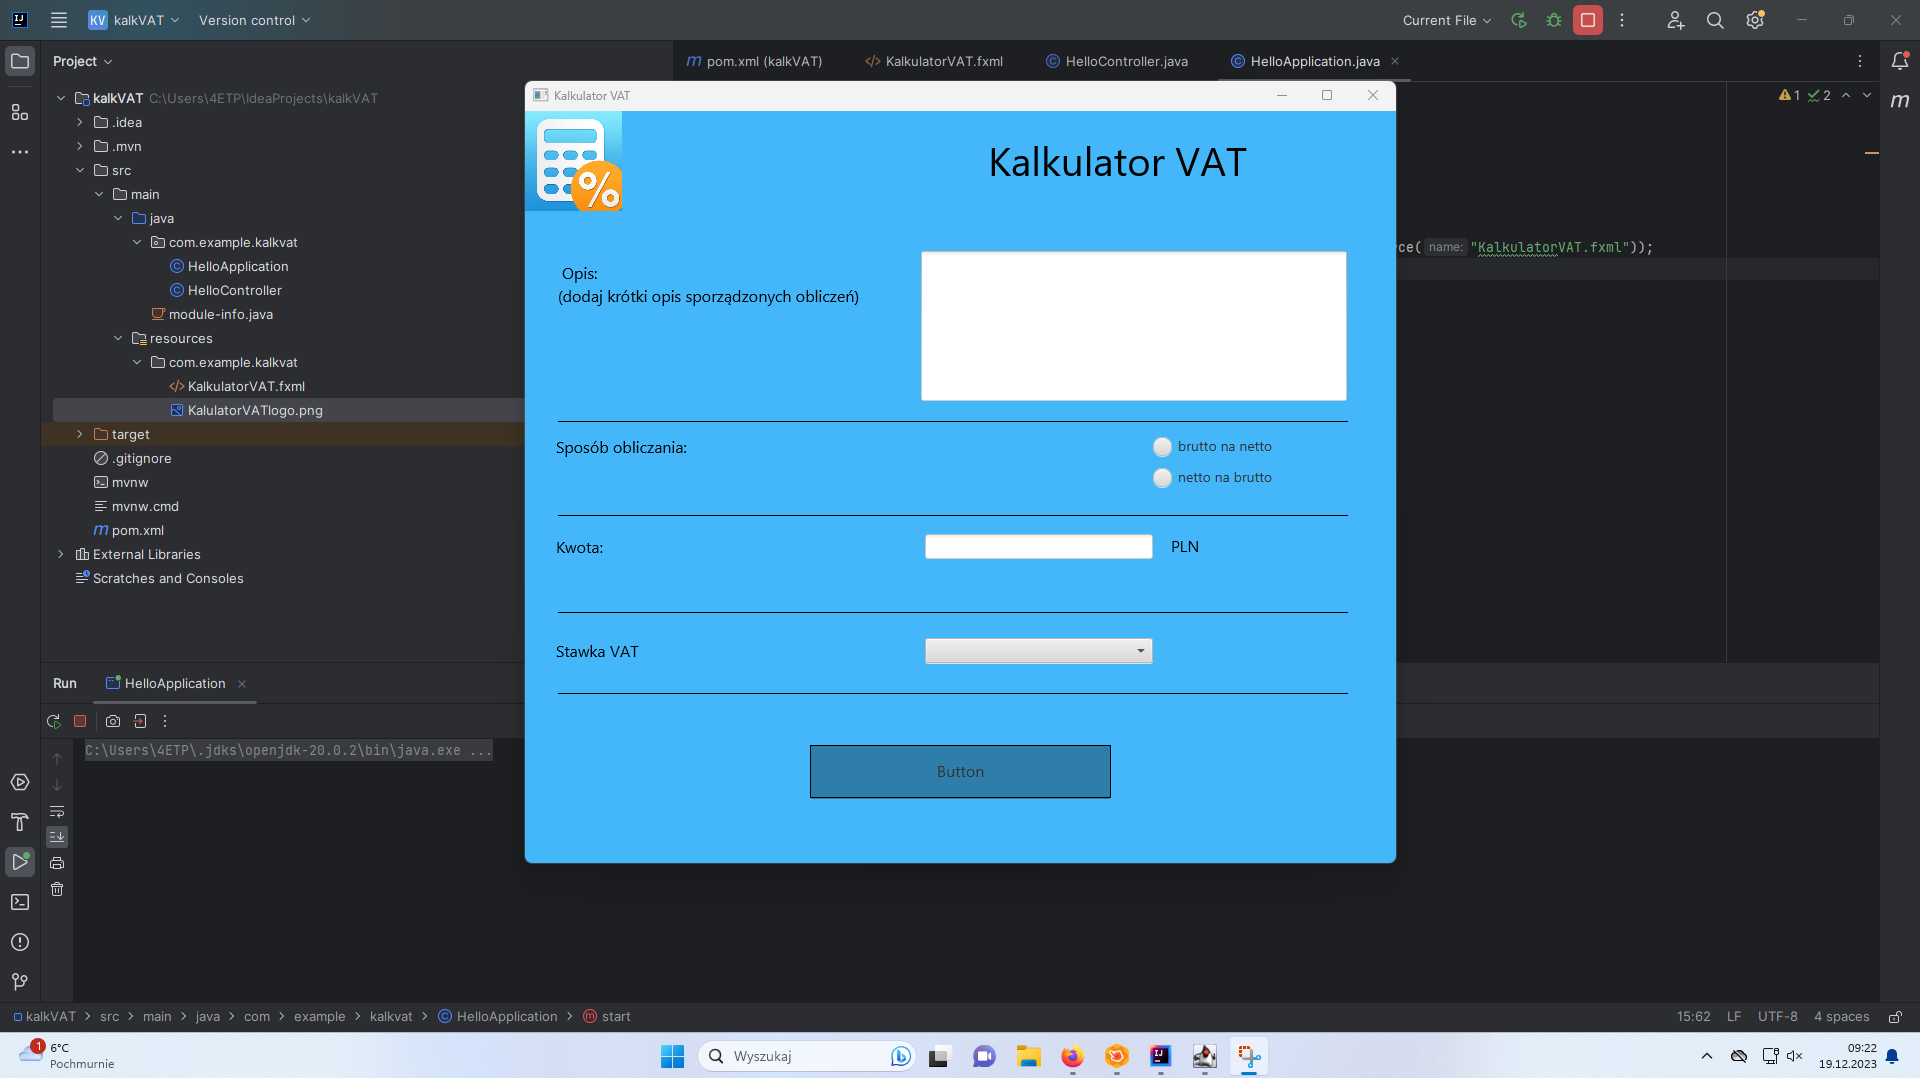 KV kalkVAT Version control Current File
Project
pom.xml (kalkVAT) KalkulatorVAT.fxml HelloController.java HelloApplication.java
kalkVAT C:\Users\4ETP\IdeaProjects\kalkVAT
.idea
.mvn
src
main
java
com.example.kalkvat
HelloApplication
HelloController
module-info.java
resources
com.example.kalkvat
KalkulatorVAT.fxml
KalulatorVATlogo.png
target
.gitignore
mvnw
mvnw.cmd
pom.xml
External Libraries
Scratches and Consoles
1 2
ce( name: "KalkulatorVAT.fxml"));
Kalkulator VAT
%
Kalkulator VAT
Opis:
(dodaj krótki opis sporządzonych obliczeń)
Sposób obliczania:
brutto na netto
netto na brutto
Kwota:
PLN
Stawka VAT
Button
Run HelloApplication
C:\Users\4ETP\.jdks\openjdk-20.0.2\bin\java.exe ...
kalkVAT > src > main > java > com > example > kalkvat > HelloApplication > start
15:62 LF UTF-8 4 spaces
1
6°C
Pochmurnie
Wyszukaj
09:22
19.12.2023